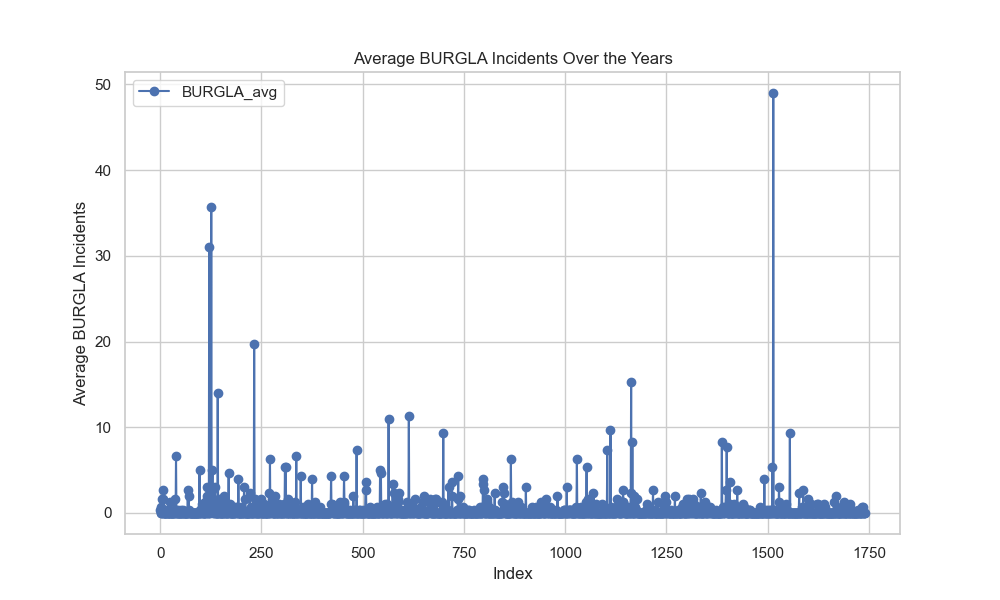 Average BURGLA Incidents Over the Years
BURGLA_avg
Average BURGLA Incidents
50
40
30
20
10
0
0 250 500 750 1000 1250 1500 1750
Index